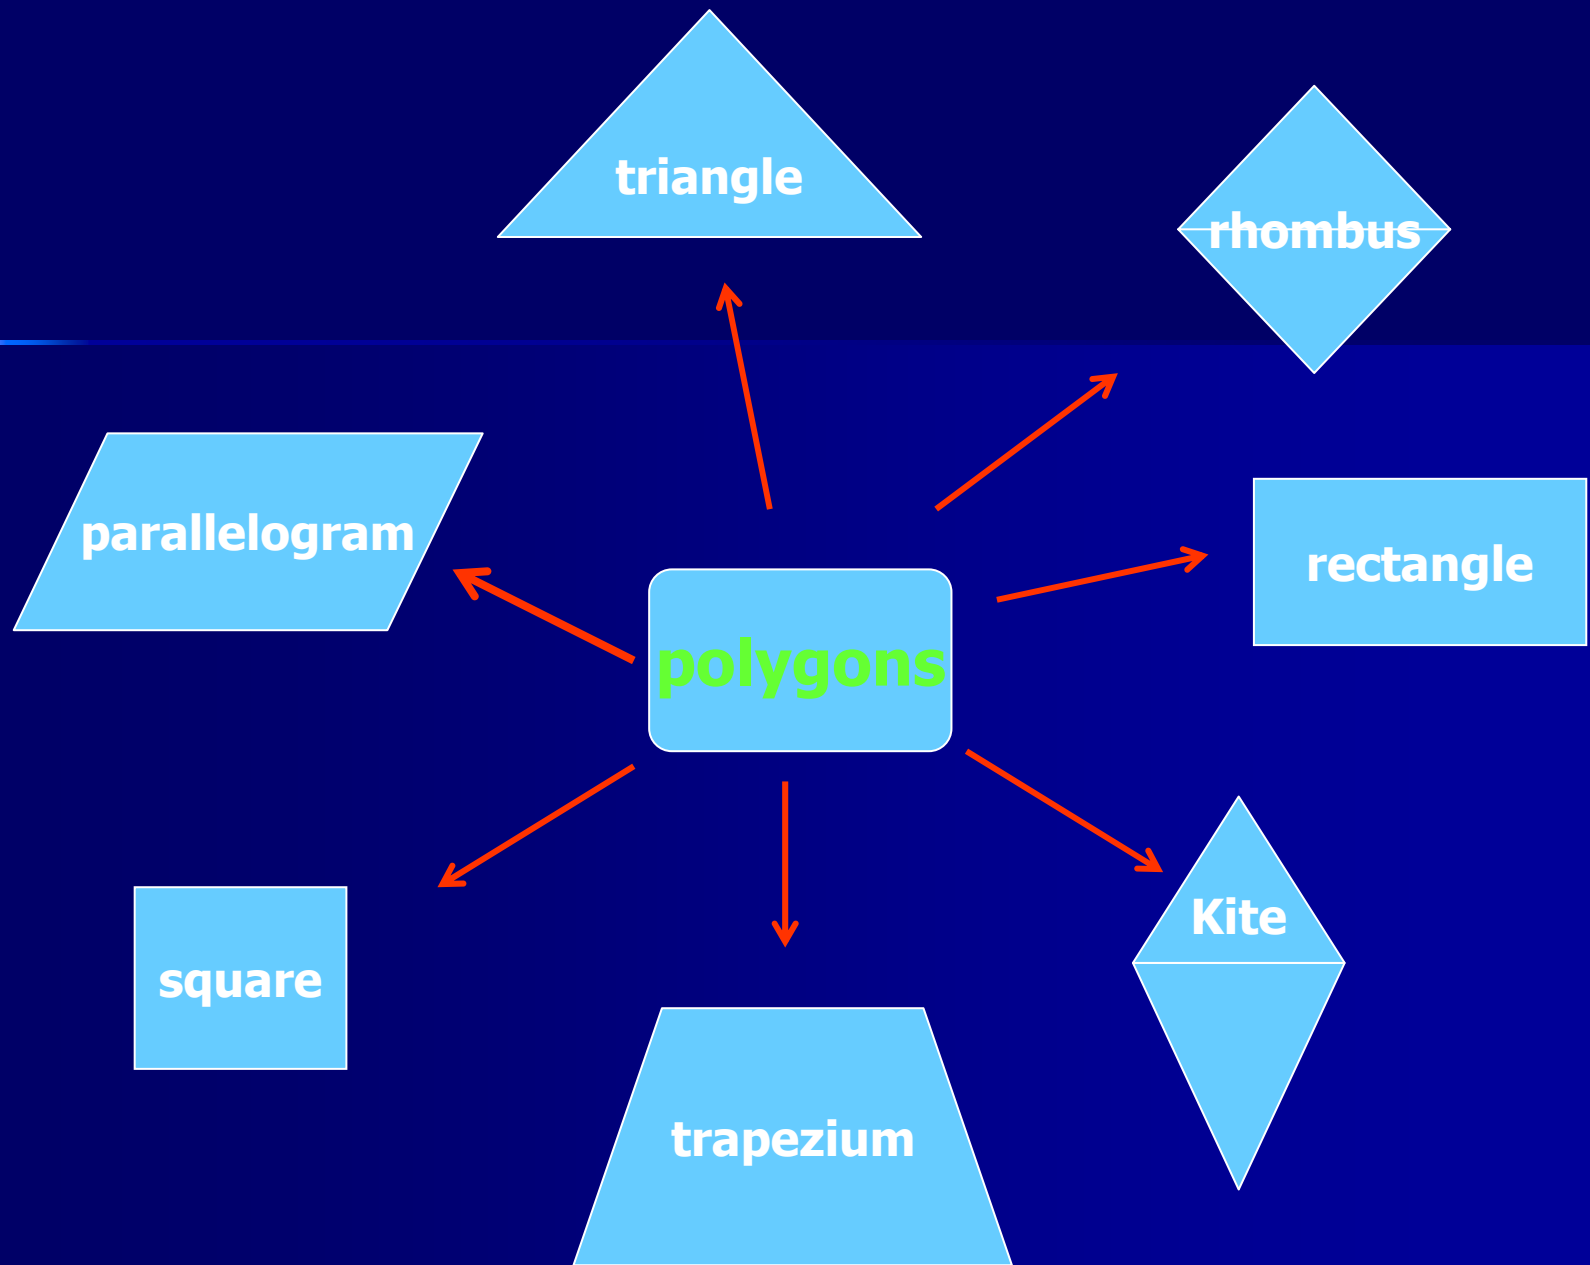 triangle
rhombus
parallelogram
rectangle
polygons
Kite
square
trapezium